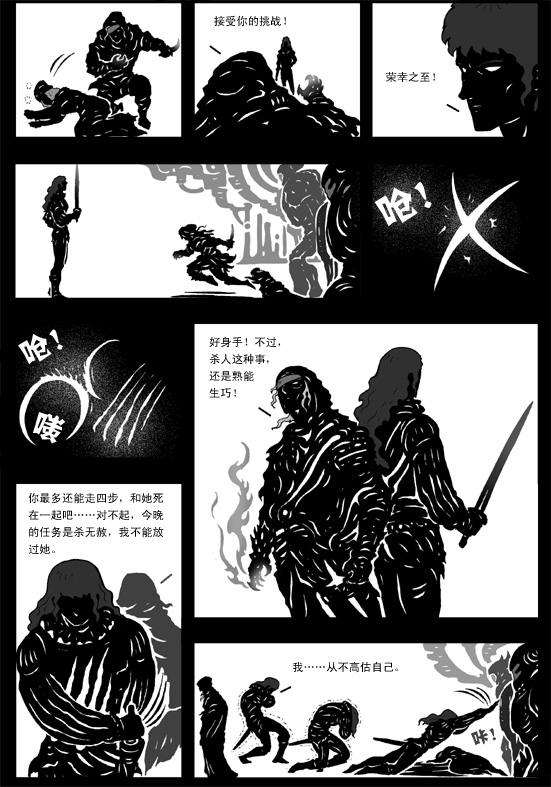 接受你的挑战！
荣幸之至！
呛！
呛！
嗤
好身手！不过，
杀人这种事，
还是熟能
生巧！
你最多还能走四步，和她死
在一起吧……对不起，今晚
的任务是杀无赦，我不能放
过她。
我……从不高估自己。
咔！